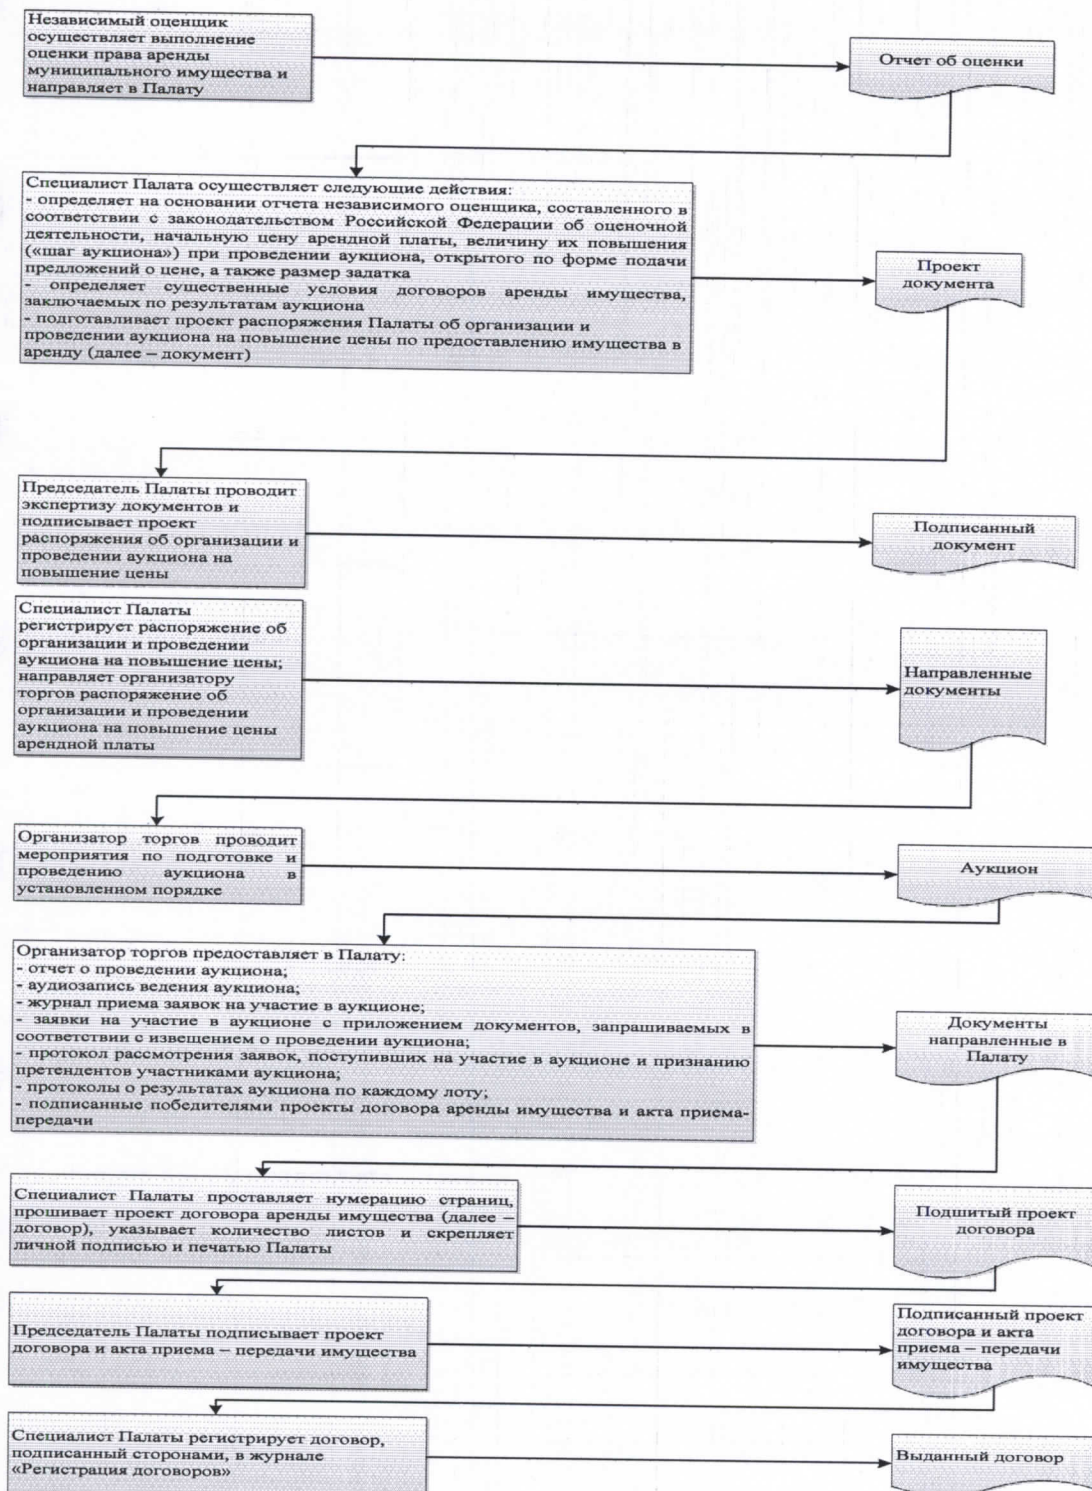 Независимый оценщик
осуществляет выполнение
оценки права аренды
муниципального имущества и
направляет в Палату
Отчет об оценки
Специалист Палата осуществляет следующие действия:
- определяет на основании отчета независимого оценщика, составленного в
соответствии с законодательством Российской Федерации об оценочной
деятельности, начальную цену арендной платы, величину их повышения
(«шаг аукциона») при проведении аукциона, открытого по форме подачи
предложений о цене, а также размер задатка
- определяет существенные условия договоров аренды имущества,
заключаемых по результатам аукциона
- подготавливает проект распоряжения Палаты об организации и
проведении аукциона на повышение цены по предоставлению имущества в
аренду (далее – документ)
Проект
документа
Председатель Палаты проводит
экспертизу документов и
подписывает проект
распоряжения об организации и
проведении аукциона на
повышение цены
Подписанный
документ
Специалист Палаты
регистрирует распоряжение об
организации и проведении
аукциона на повышение цены;
направляет организатору
торгов распоряжение об
организации и проведении
аукциона на повышение цены
арендной платы
Направленные
документы
Организатор торгов проводит
мероприятия по подготовке и
проведению аукциона в
установленном порядке
Аукцион
Организатор торгов предоставляет в Палату:
- отчет о проведении аукциона;
- аудиозапись ведения аукциона;
- журнал приема заявок на участие в аукционе;
- заявки на участие в аукционе с приложением документов, запрашиваемых в
соответствии с извещением о проведении аукциона;
- протокол рассмотрения заявок, поступивших на участие в аукционе и признанию
претендентов участниками аукциона;
- протоколы о результатах аукциона по каждому лоту;
- подписанные победителями проекты договора аренды имущества и акта приема-
передачи
Документы
направленные в
Палату
Специалист Палаты проставляет нумерацию страниц,
прошивает проект договора аренды имущества (далее –
договор), указывает количество листов и скрепляет
личной подписью и печатью Палаты
Подшитый проект
договора
Председатель Палаты подписывает проект
договора и акта приема – передачи имущества
Подписанный проект
договора и акта
приема – передачи
имущества
Специалист Палаты регистрирует договор,
подписанный сторонами, в журнале
«Регистрация договоров»
Выданный договор